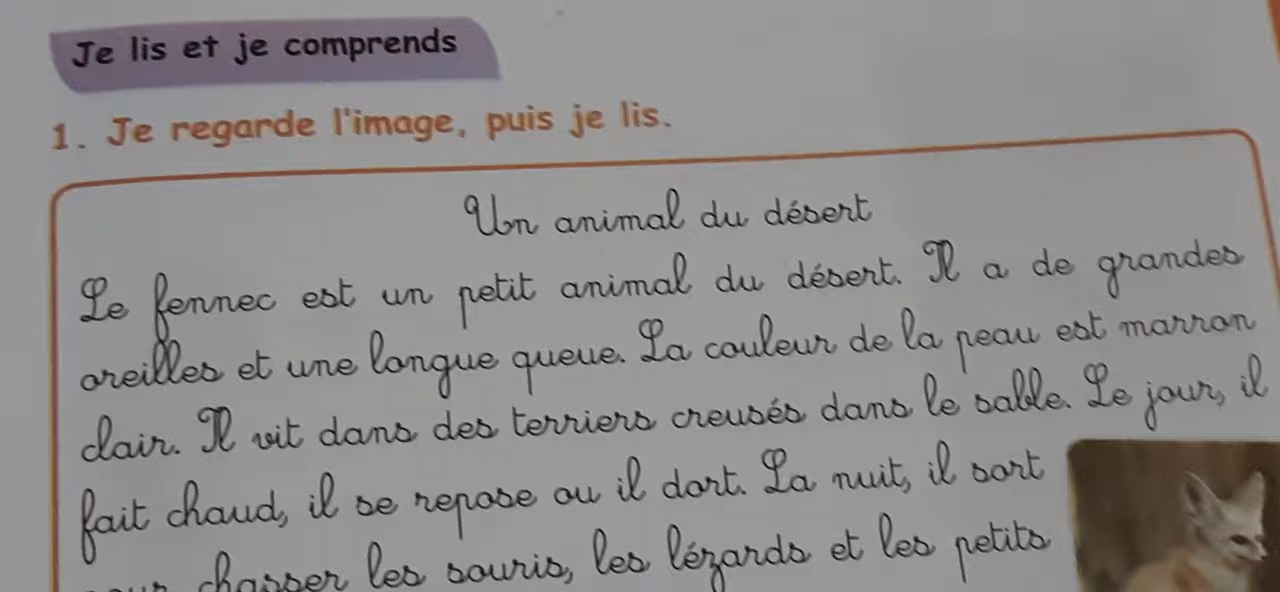 Je lis et je comprends
1. Je regarde l'image, puis je lis.
Un animal du désert
Le fennec est un petit animal du désert. Il a de grandes
oreilles et une longue queue. La couleur de la peau est marron
clair. Il vit dans des terriers creusés dans le sable. Le jour, il
fait chaud, il se repose ou il dort. La nuit, il sort
pour chasser les souris, les lézards et les petits